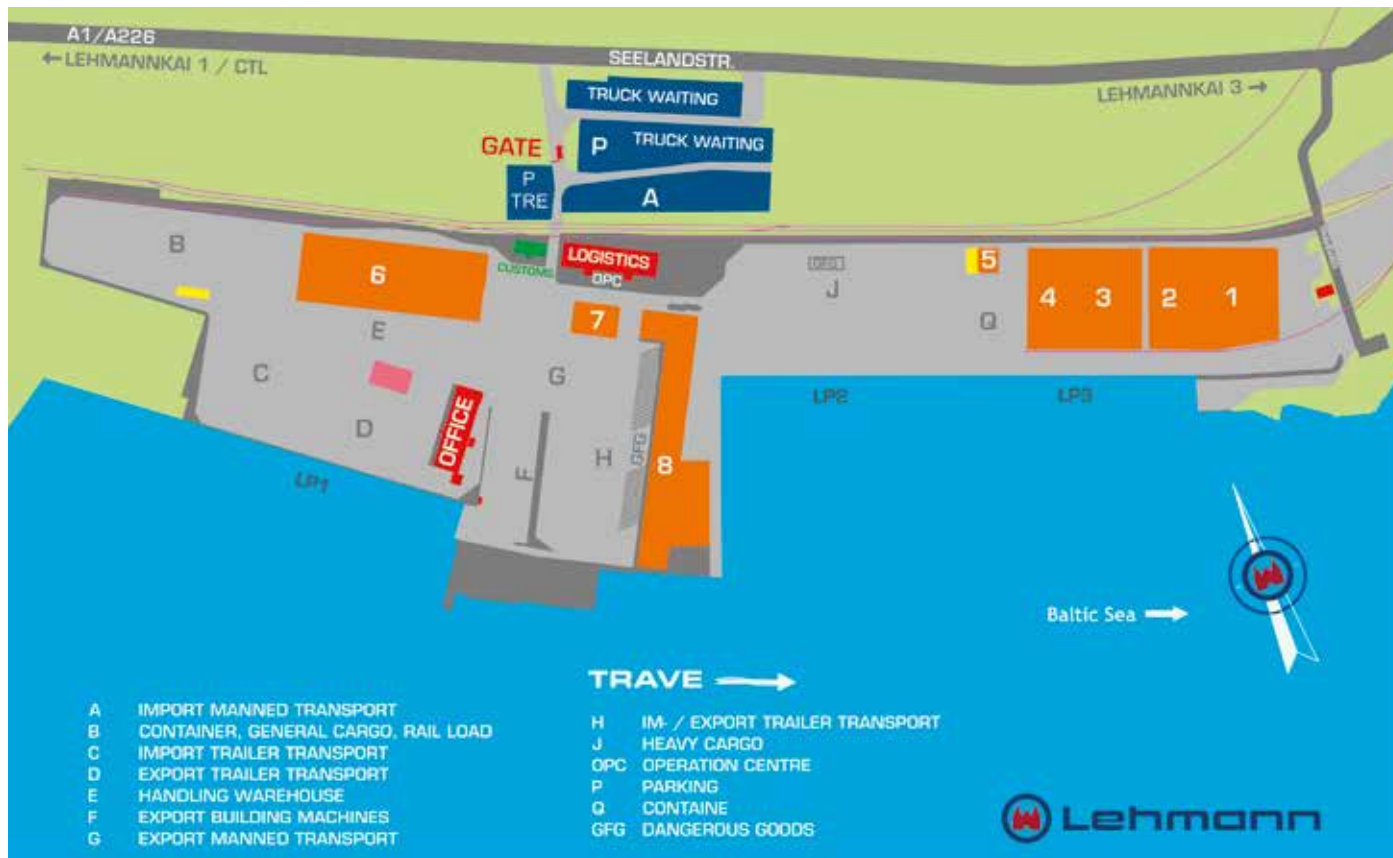 A1/A226
← LEHMANNKAI 1 / CTL
SEELANDSTR.
LEHMANNKAI 3 →
TRUCK WAITING
GATE
P TRUCK WAITING
P
TRE
A
B
6
CUSTOMS
LOGISTICS
OPC
GFG
J
5
4 3 2 1
7
Q
E
C
G
D
OFFICE
F
H
GFG
8
LP1
LP2
LP3
Baltic Sea →
TRAVE →
A IMPORT MANNED TRANSPORT
B CONTAINER, GENERAL CARGO, RAIL LOAD
C IMPORT TRAILER TRANSPORT
D EXPORT TRAILER TRANSPORT
E HANDLING WAREHOUSE
F EXPORT BUILDING MACHINES
G EXPORT MANNED TRANSPORT
H IM- / EXPORT TRAILER TRANSPORT
J HEAVY CARGO
OPC OPERATION CENTRE
P PARKING
Q CONTAINE
GFG DANGEROUS GOODS
Lehmann